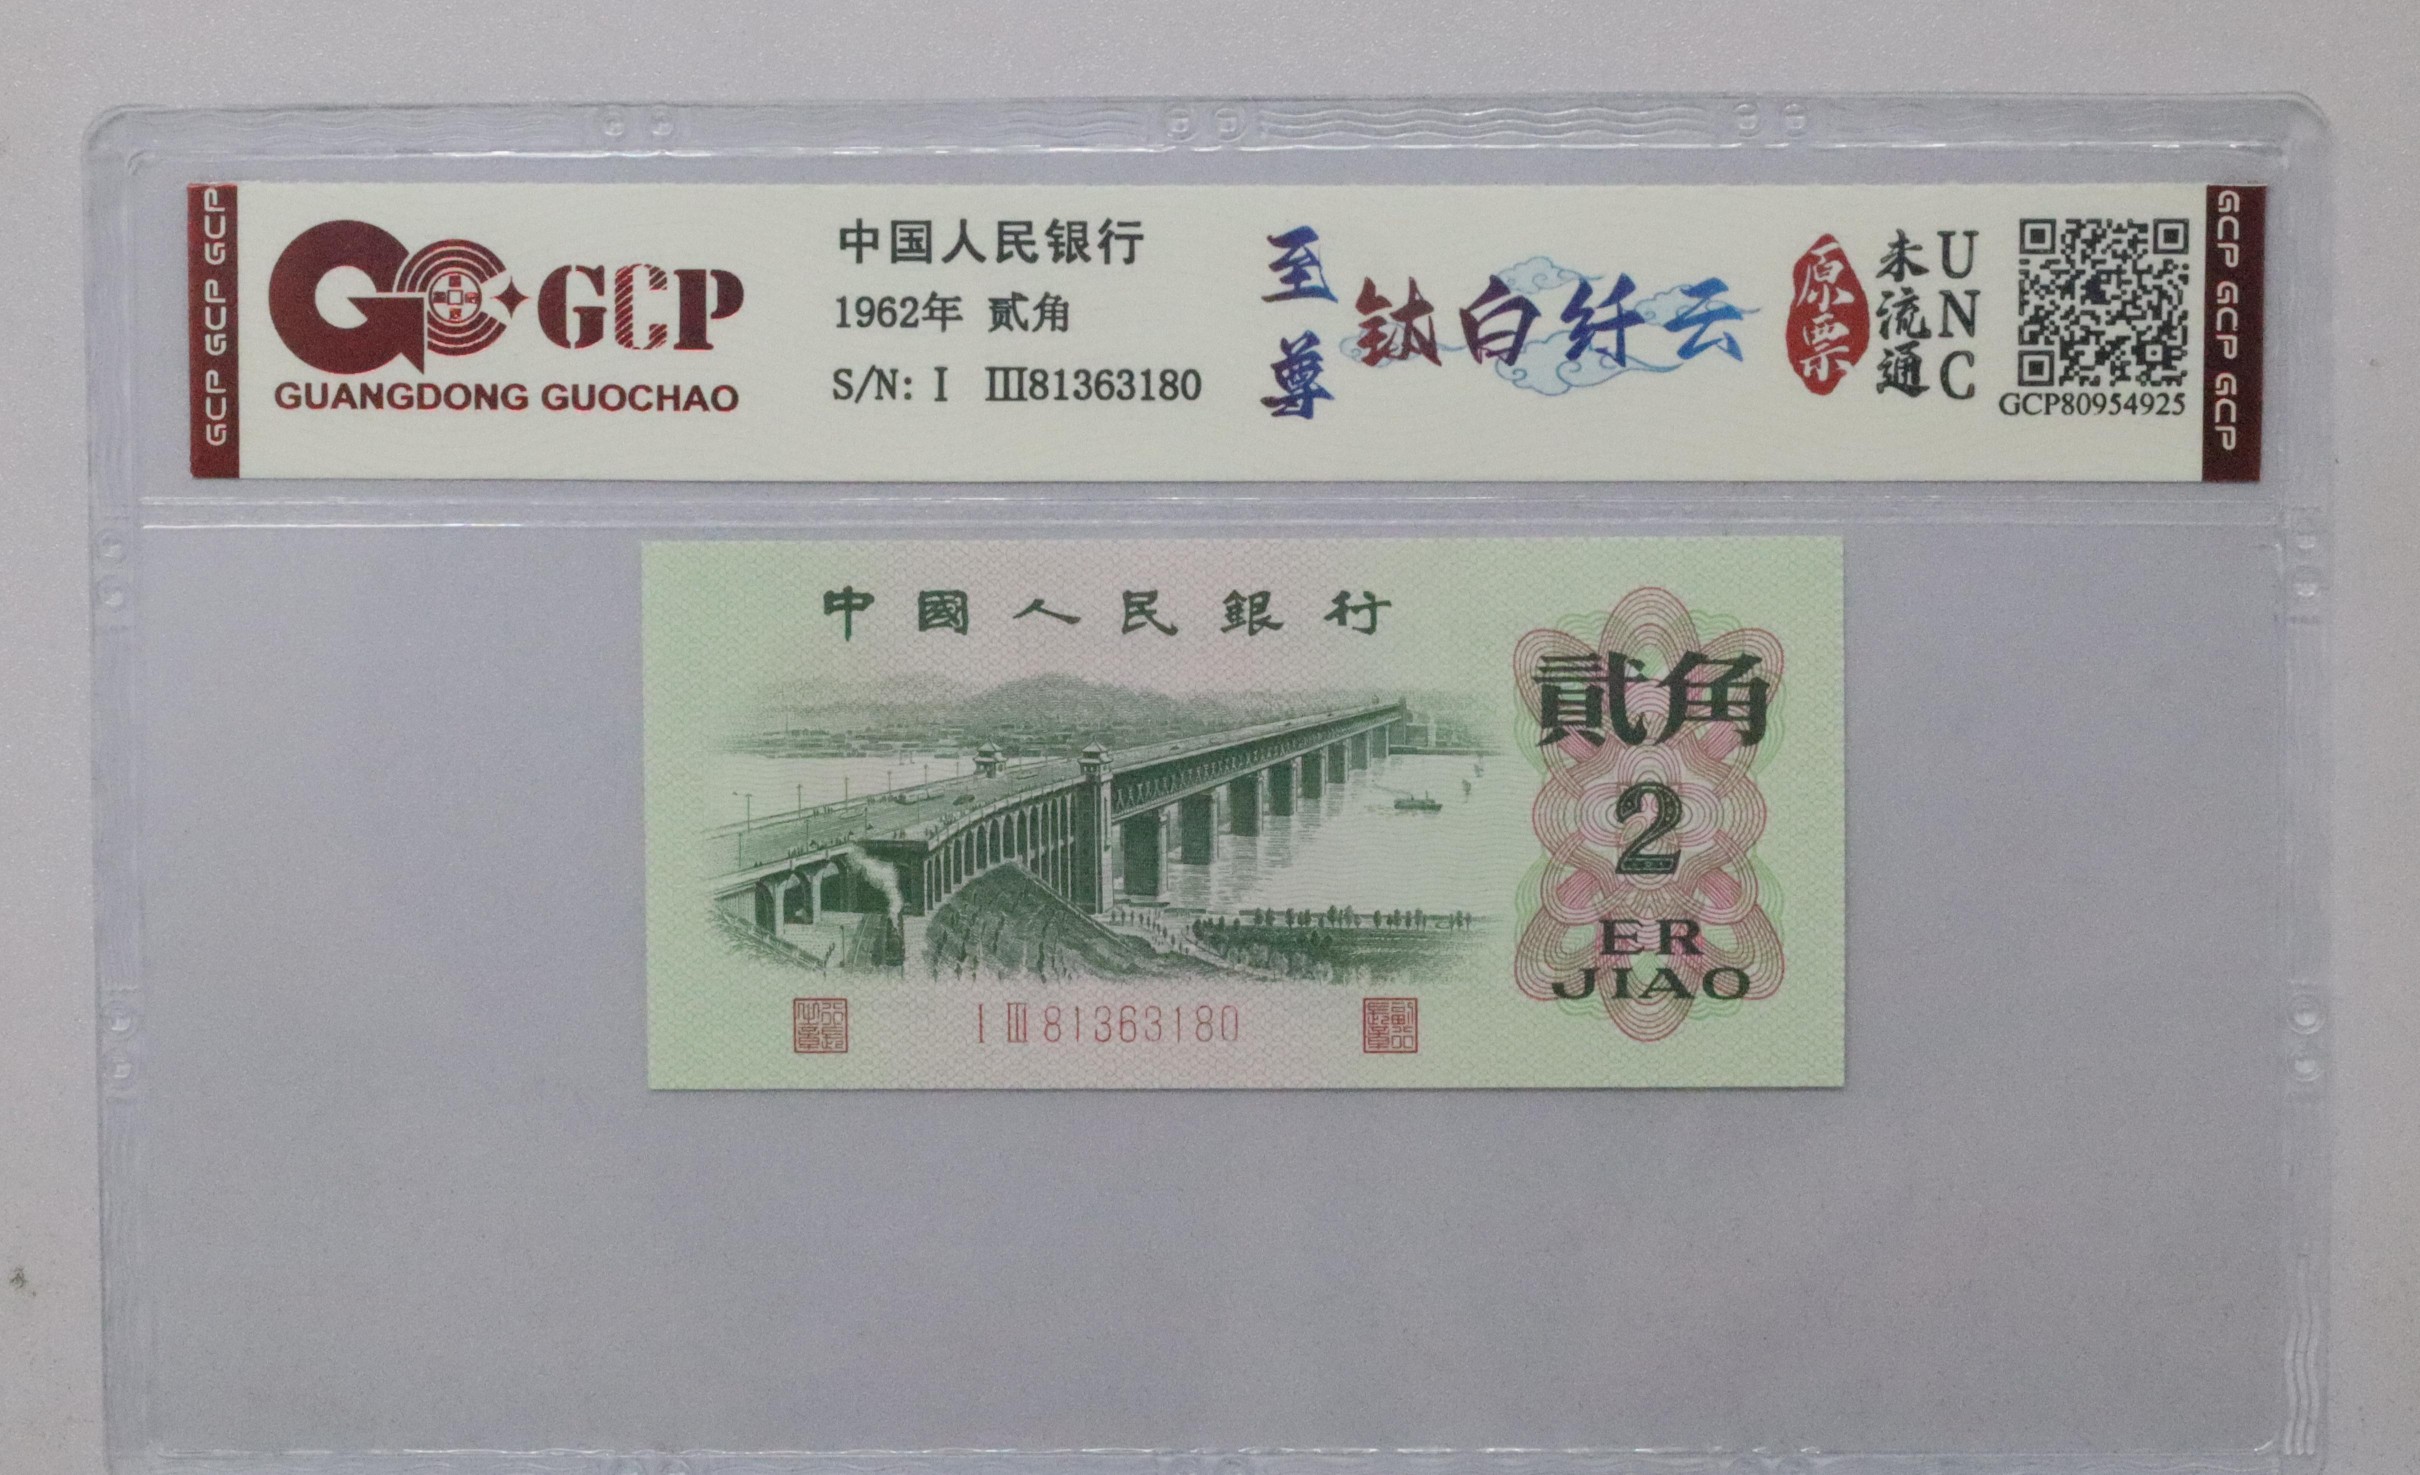 GCP GCP GCP
GCP
GUANGDONG GUOCHAO
中国人民银行
1962年 贰角
S/N: I III81363180
至尊
钛白纤云
原票
未流通
UNC
GCP80954925
GCP GCP GCP
中國人民銀行
貳角
2
ER
JIAO
I III 81363180